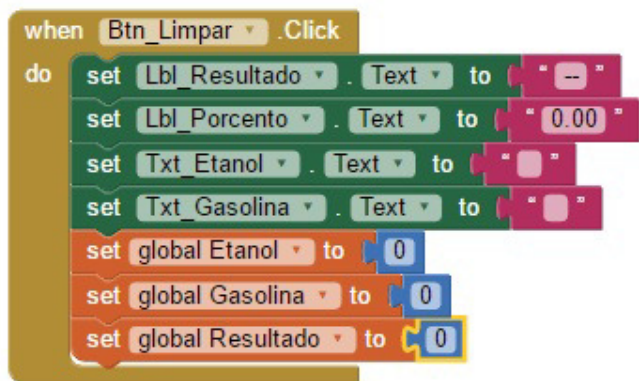 when Btn_Limpar .Click
do set Lbl_Resultado . Text to " -- "
set Lbl_Porcento . Text to " 0.00 "
set Txt_Etanol . Text to " "
set Txt_Gasolina . Text to " "
set global Etanol to 0
set global Gasolina to 0
set global Resultado to 0